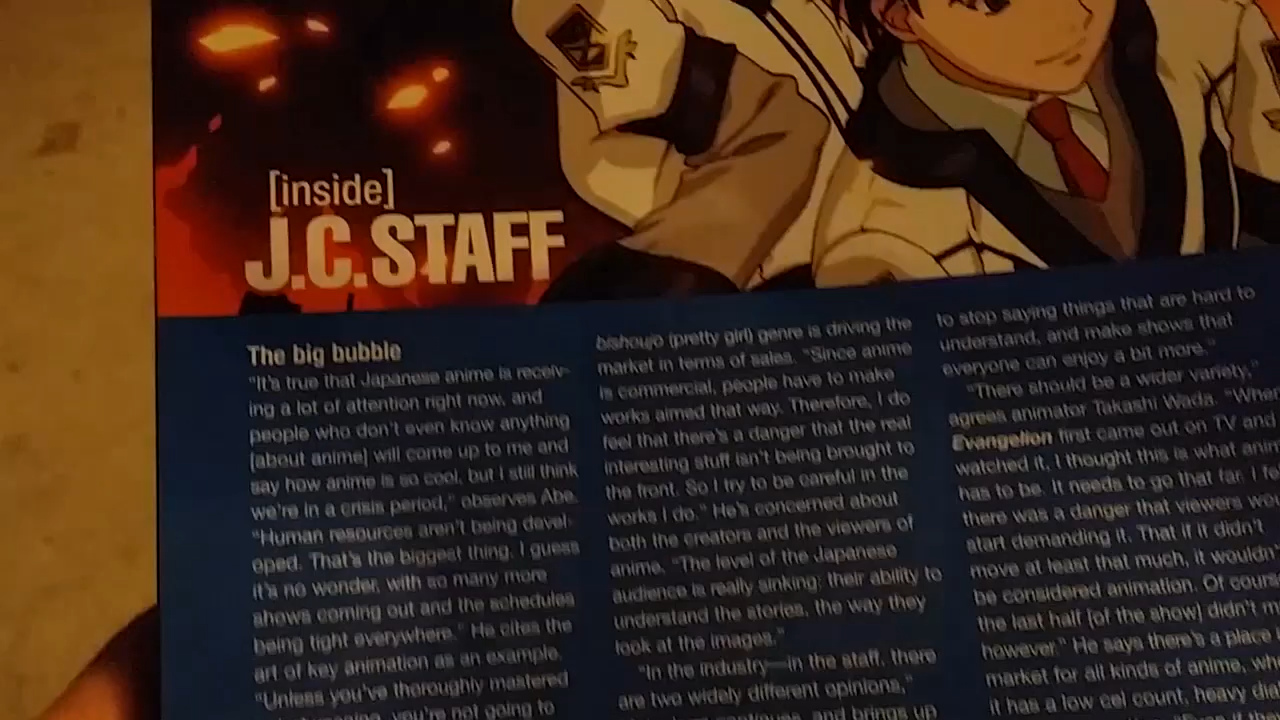 [inside]
J.C.STAFF
The big bubble
"It's true that Japanese anime is receiv-
ing a lot of attention right now, and
people who don't even know anything
[about anime] will come up to me and
say how anime is so cool, but I still think
we're in a crisis period," observes Abe.
"Human resources aren't being devel-
oped. That's the biggest thing. I guess
it's no wonder, with so many more
shows coming out and the schedules
being tight everywhere." He cites the
art of key animation as an example.
"Unless you've thoroughly mastered
you're not going to
bishoujo (pretty girl) genre is driving the
market in terms of sales. "Since anime
is commercial, people have to make
works aimed that way. Therefore, I do
feel that there's a danger that the real
interesting stuff isn't being brought to
the front. So I try to be careful in the
works I do." He's concerned about
both the creators and the viewers of
anime. "The level of the Japanese
audience is really sinking: their ability to
understand the stories, the way they
look at the images."
"In the industry—in the staff, there
are two widely different opinions,"
continues, and brings up
to stop saying things that are hard to
understand, and make shows that
everyone can enjoy a bit more."
"There should be a wider variety,"
agrees animator Takashi Wada. "When
Evangelion first came out on TV and
watched it, I thought this is what
has to be. It needs to go that far. I
there was a danger that viewers
start demanding it. That if it didn't
move at least that much, it
be considered animation. Of
the last half [of the show] didn't
however." He says there's a place
market for all kinds of anime,
it has a low cel count, heavy